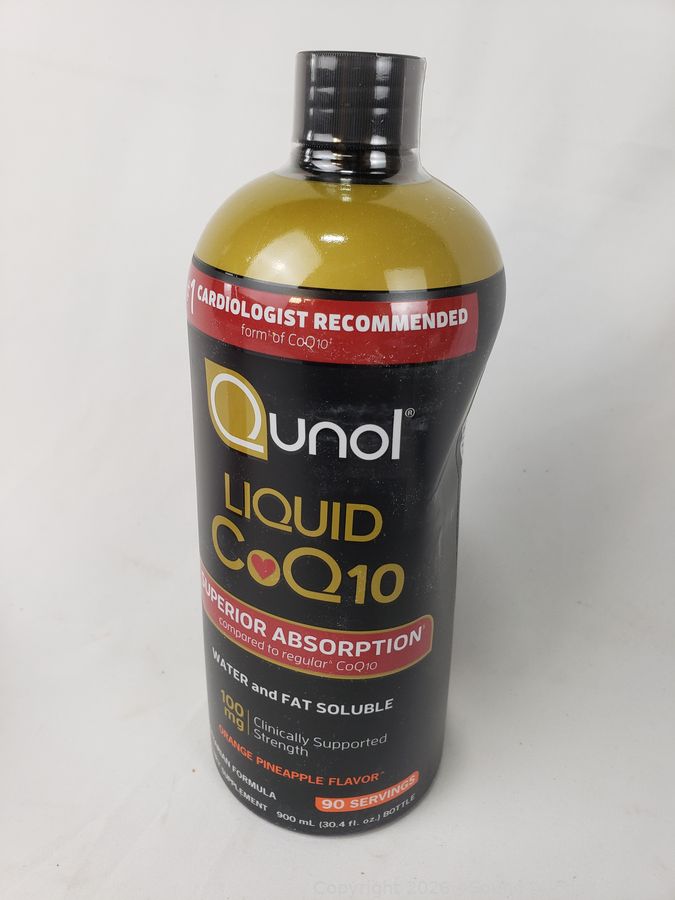 #1 CARDIOLOGIST RECOMMENDED
form^ of CoQ10‡
Qunol®
LIQUID
CoQ10
SUPERIOR ABSORPTION†
compared to regular^ CoQ10
WATER and FAT SOLUBLE
100 mg
Clinically Supported
Strength
ORANGE PINEAPPLE FLAVOR
FORMULA
SUPPLEMENT
90 SERVINGS
900 mL (30.4 fl. oz.) BOTTLE
Copyright 2026